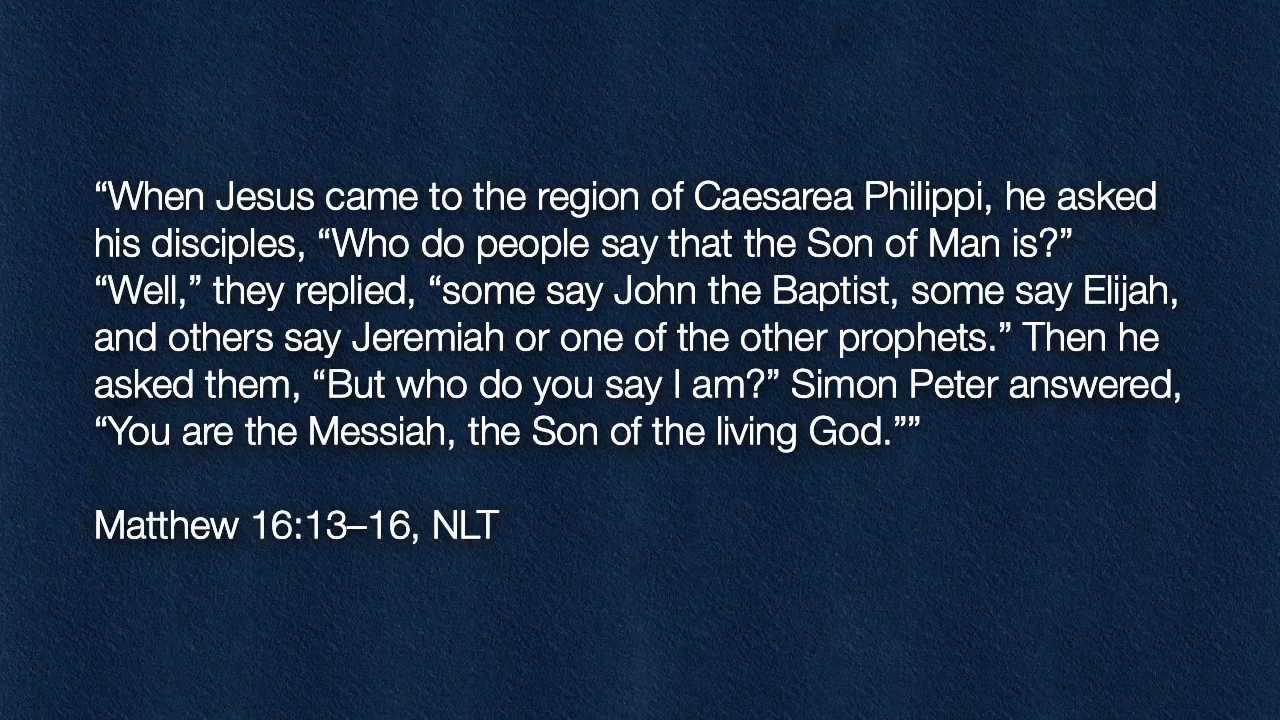 “When Jesus came to the region of Caesarea Philippi, he asked
his disciples, “Who do people say that the Son of Man is?”
“Well,” they replied, “some say John the Baptist, some say Elijah,
and others say Jeremiah or one of the other prophets.” Then he
asked them, “But who do you say I am?” Simon Peter answered,
“You are the Messiah, the Son of the living God.””
Matthew 16:13–16, NLT